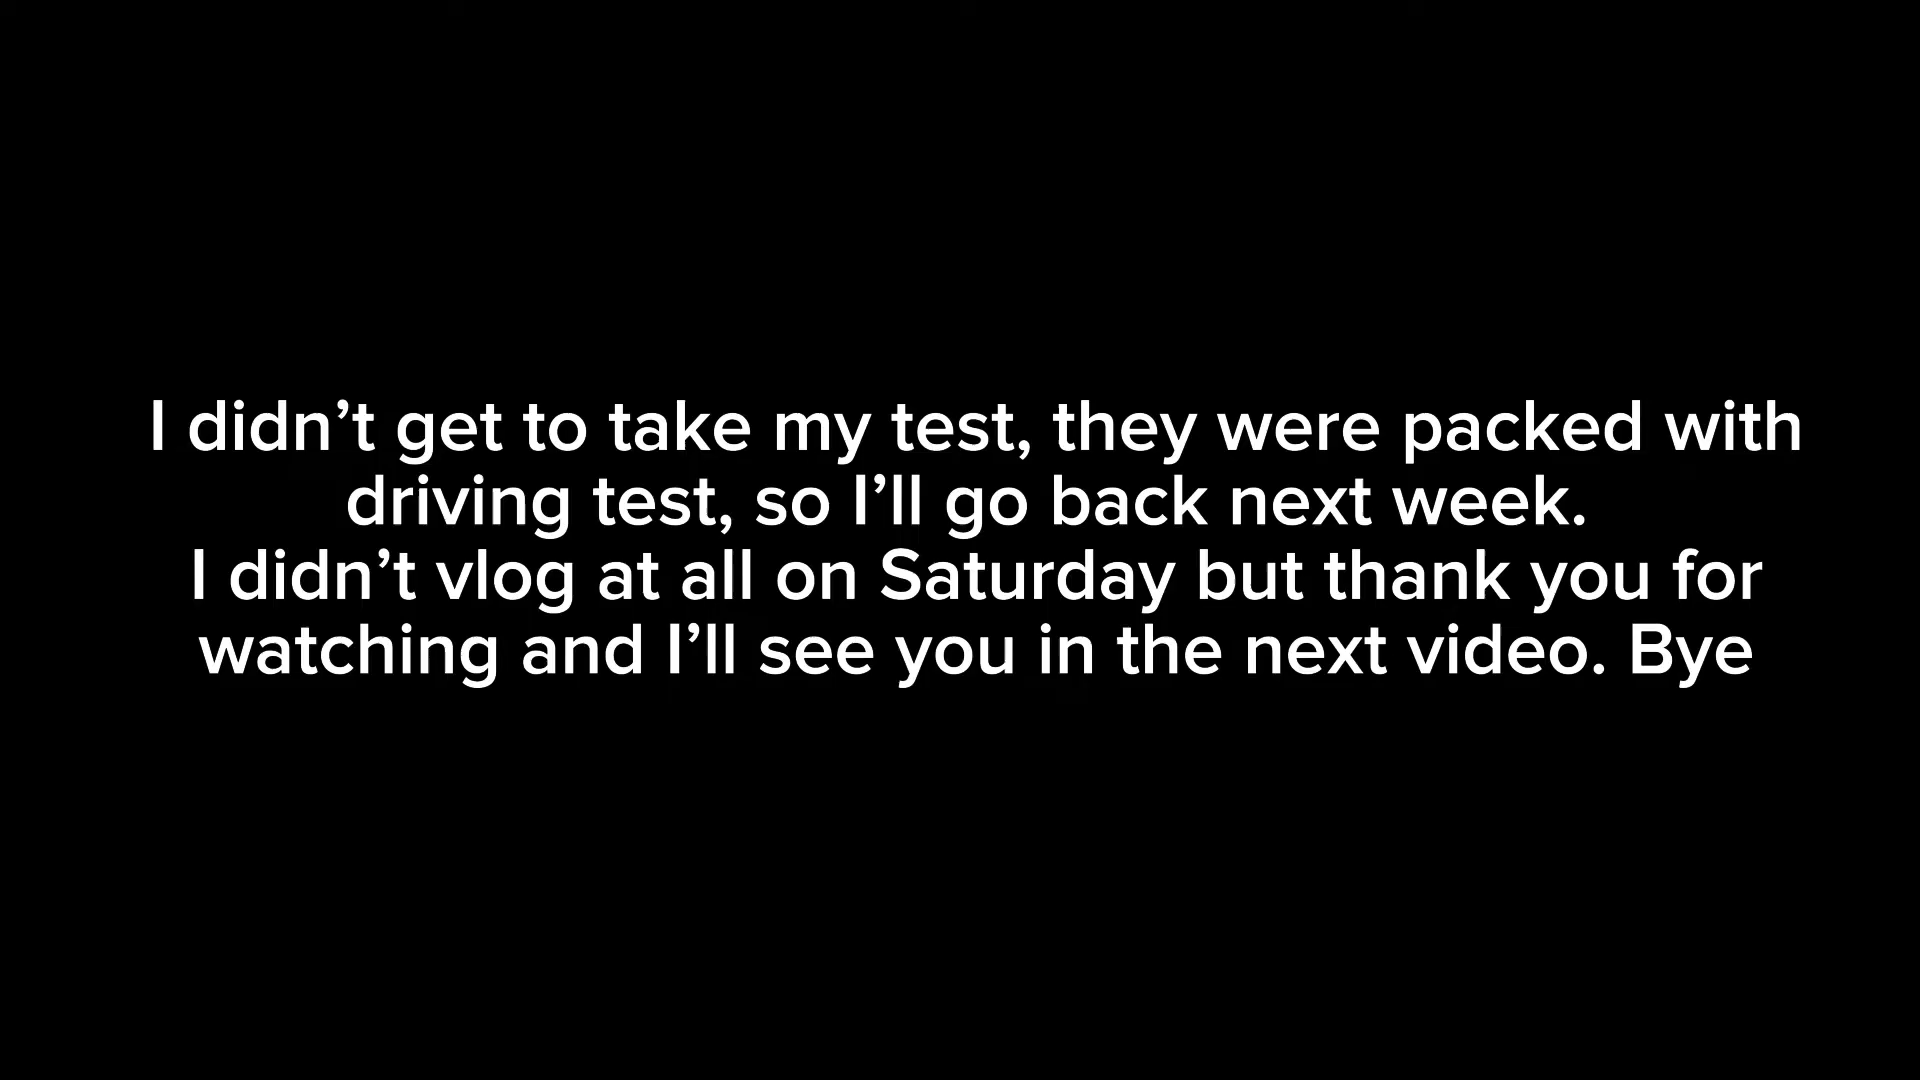 I didn’t get to take my test, they were packed with
driving test, so I’ll go back next week.
I didn’t vlog at all on Saturday but thank you for
watching and I’ll see you in the next video. Bye